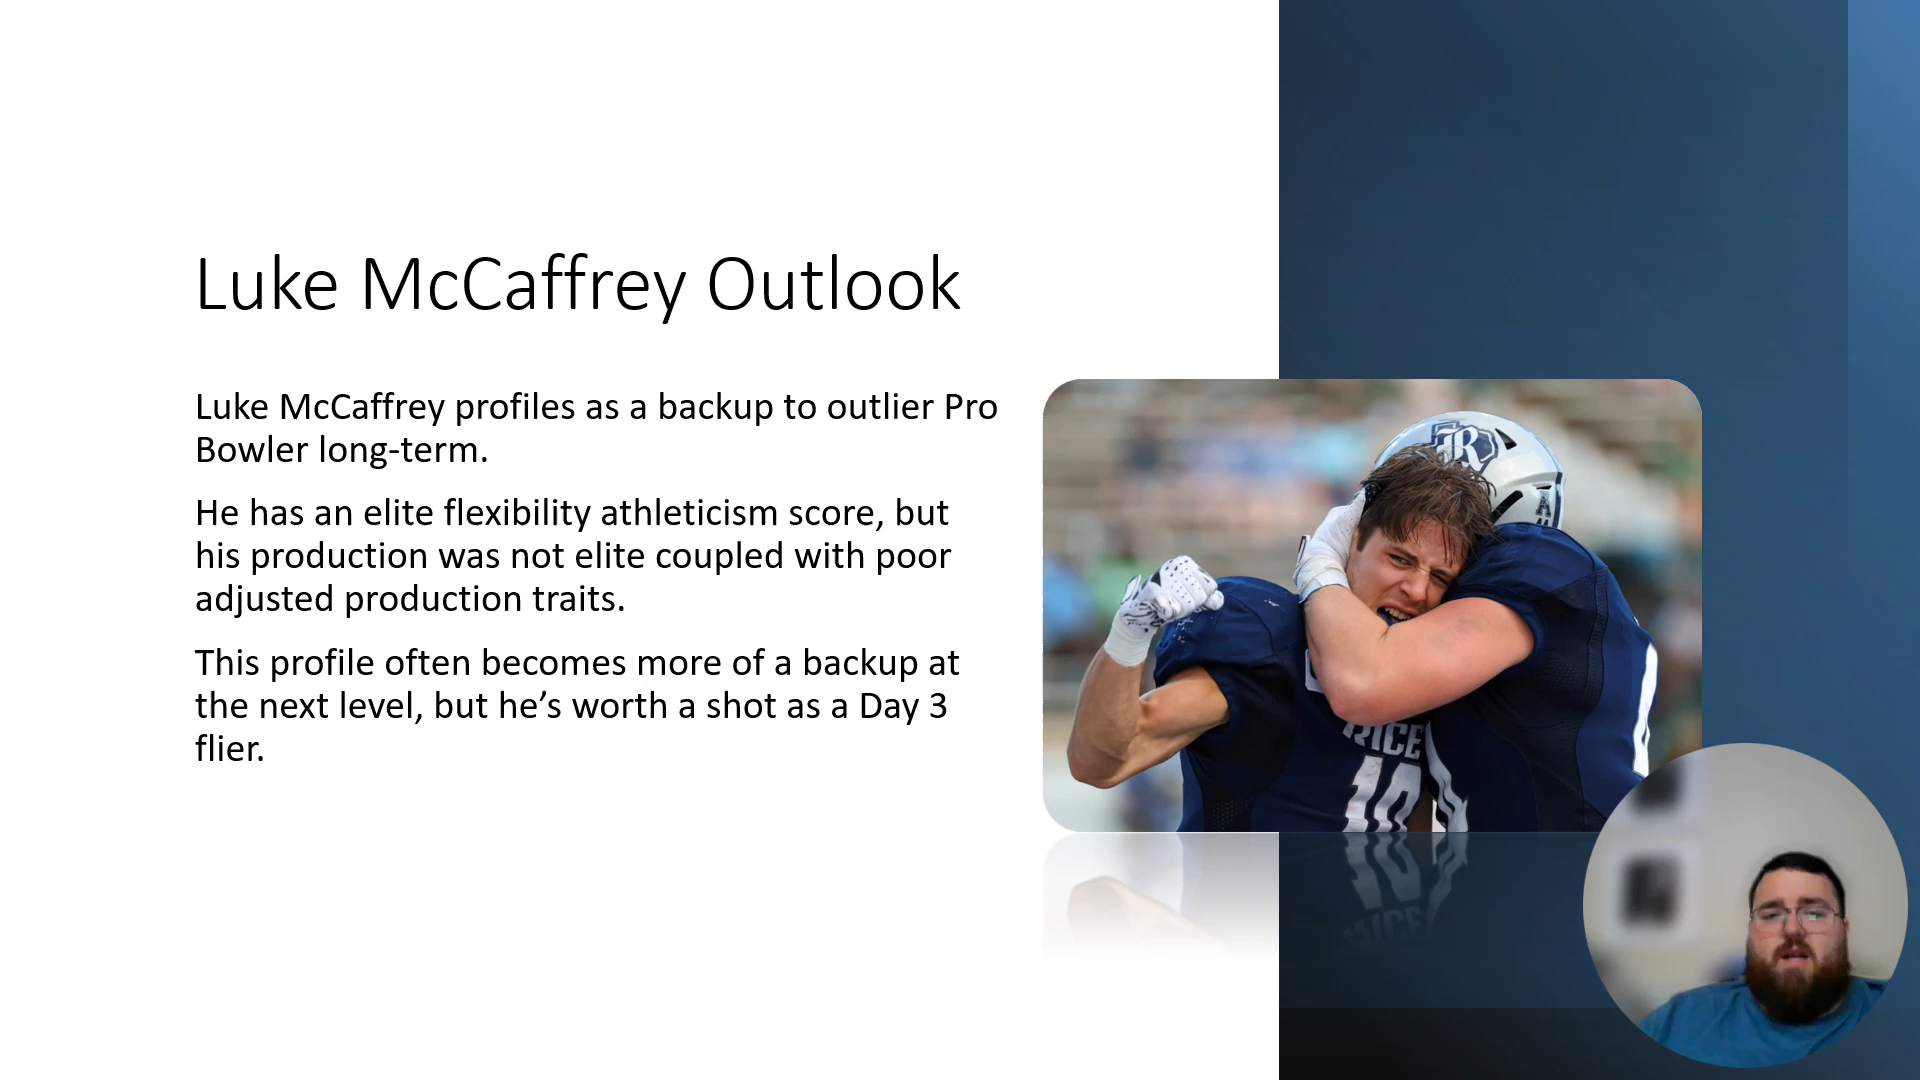 Luke McCaffrey Outlook
Luke McCaffrey profiles as a backup to outlier Pro
Bowler long-term.
He has an elite flexibility athleticism score, but
his production was not elite coupled with poor
adjusted production traits.
This profile often becomes more of a backup at
the next level, but he’s worth a shot as a Day 3
flier.
R
RICE
10